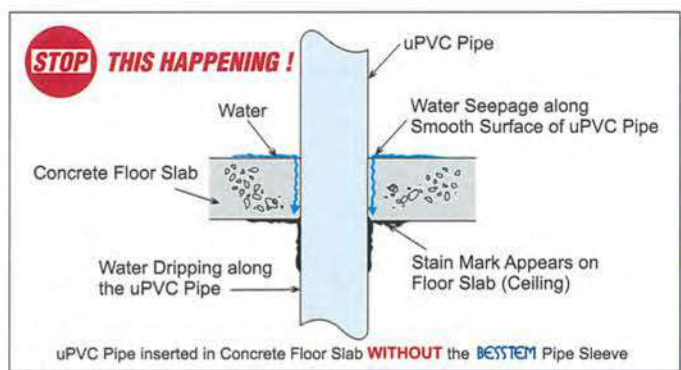 STOP THIS HAPPENING !
uPVC Pipe
Water
Water Seepage along
Smooth Surface of uPVC Pipe
Concrete Floor Slab
Water Dripping along
the uPVC Pipe
Stain Mark Appears on
Floor Slab (Ceiling)
uPVC Pipe inserted in Concrete Floor Slab WITHOUT the BESSTEM Pipe Sleeve